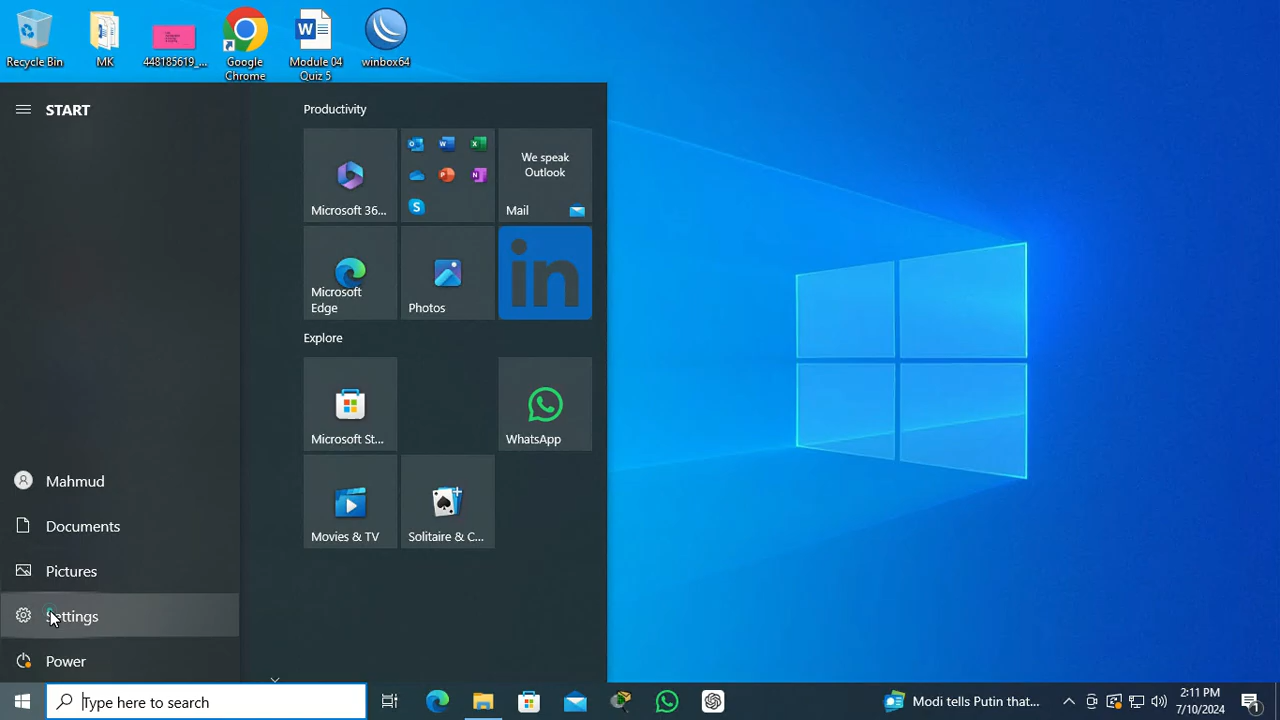 Recycle Bin
MK
448185619_...
Google
Chrome
Module 04
Quiz 5
winbox64
START
Productivity
Microsoft 36...
We speak
Outlook
Mail
Microsoft
Edge
Photos
in
Explore
Microsoft St...
WhatsApp
Movies & TV
Solitaire & C...
Mahmud
Documents
Pictures
Settings
Power
Type here to search
Modi tells Putin that...
2:11 PM
7/10/2024
1